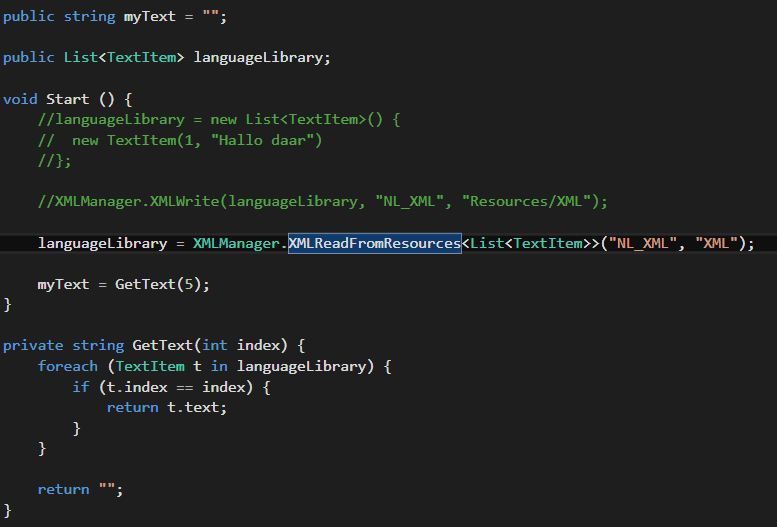 public string myText = "";
public List<TextItem> languageLibrary;
void Start () {
//languageLibrary = new List<TextItem>() {
//  new TextItem(1, "Hallo daar")
//};
//XMLManager.XMLWrite(languageLibrary, "NL_XML", "Resources/XML");
languageLibrary = XMLManager.XMLReadFromResources<List<TextItem>>("NL_XML", "XML");
myText = GetText(5);
}
private string GetText(int index) {
foreach (TextItem t in languageLibrary) {
if (t.index == index) {
return t.text;
}
}
return "";
}